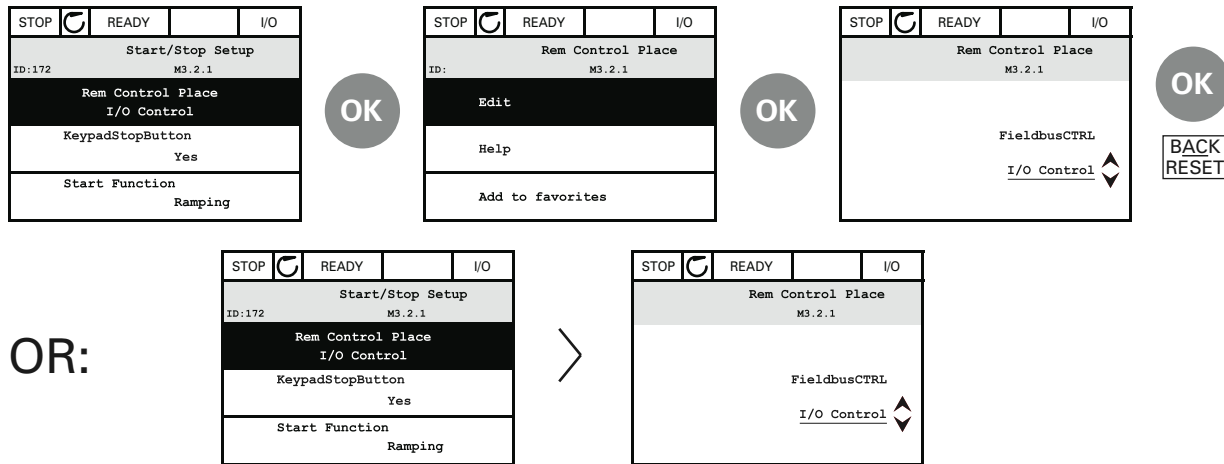 STOP READY I/O
Start/Stop Setup
ID:172 M3.2.1
Rem Control Place
I/O Control
KeypadStopButton
Yes
Start Function
Ramping
OK
STOP READY I/O
Rem Control Place
ID: M3.2.1
Edit
Help
Add to favorites
OK
STOP READY I/O
Rem Control Place
M3.2.1
FieldbusCTRL
I/O Control
OK
BACK
RESET
OR:
STOP READY I/O
Start/Stop Setup
ID:172 M3.2.1
Rem Control Place
I/O Control
KeypadStopButton
Yes
Start Function
Ramping
STOP READY I/O
Rem Control Place
M3.2.1
FieldbusCTRL
I/O Control